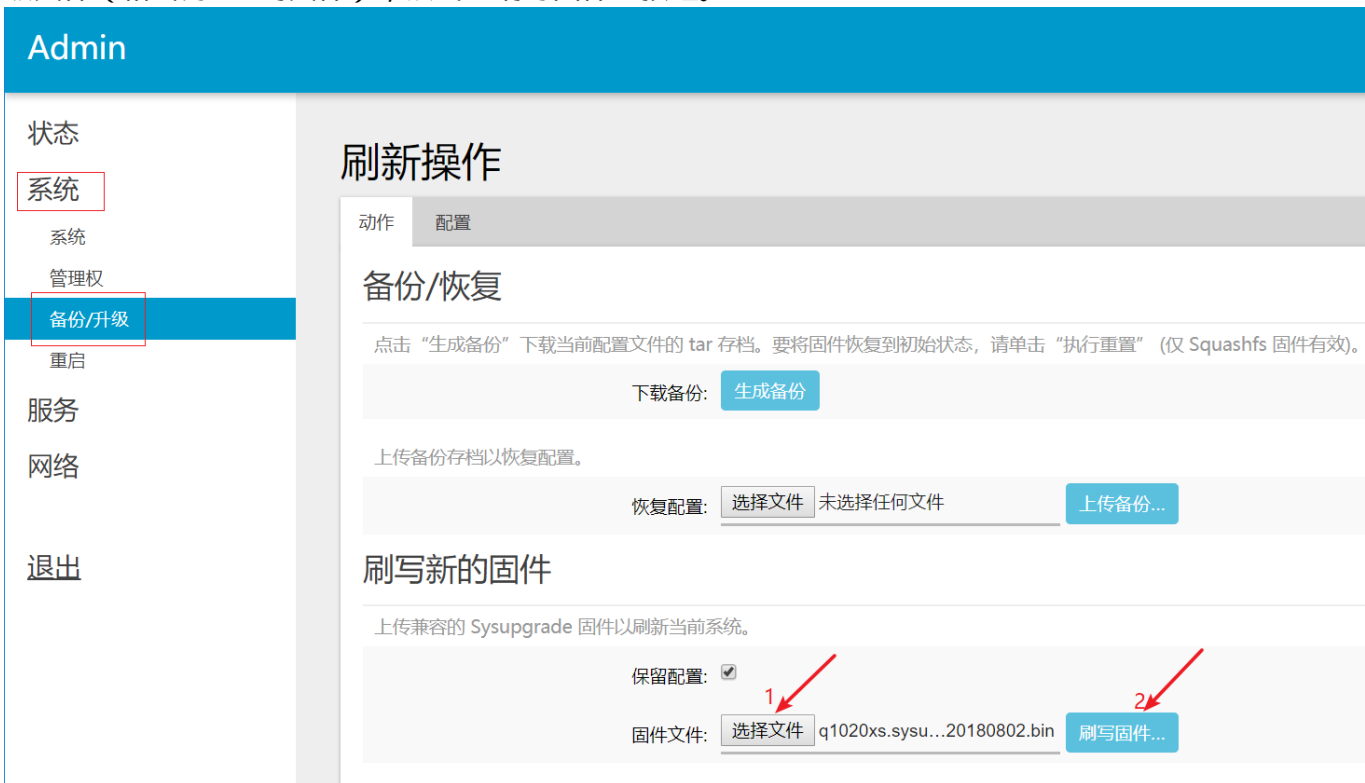 Admin
状态
系统
系统
管理权
备份/升级
重启
服务
网络
退出
刷新操作
动作 配置
备份/恢复
点击“生成备份”下载当前配置文件的 tar 存档。要将固件恢复到初始状态，请单击“执行重置” (仅 Squashfs 固件有效)。
下载备份: 生成备份
上传备份存档以恢复配置。
恢复配置: 选择文件 未选择任何文件 上传备份...
刷写新的固件
上传兼容的 Sysupgrade 固件以刷新当前系统。
保留配置:
1 2
固件文件: 选择文件 q1020xs.sysu…20180802.bin 刷写固件...